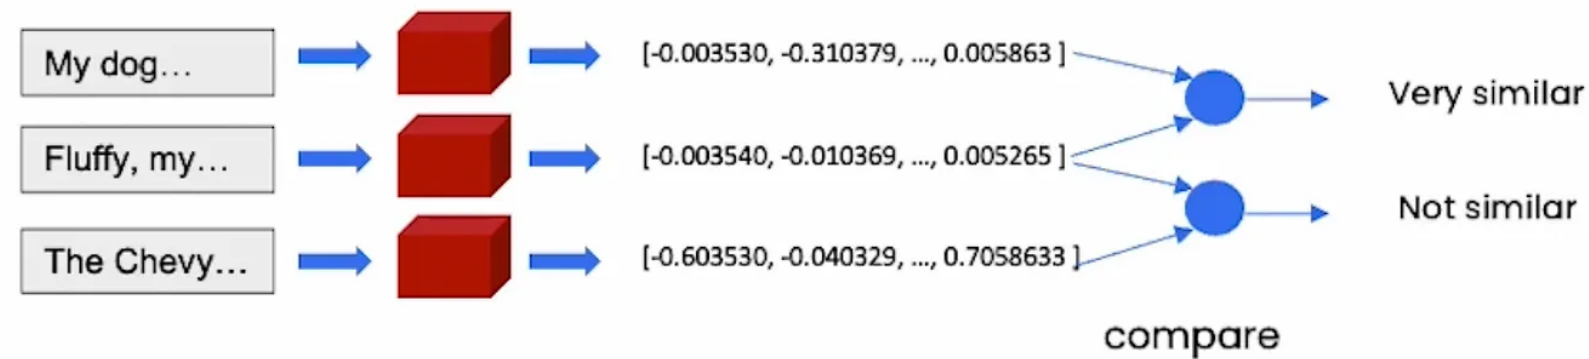 My dog...
[-0.003530, -0.310379, ..., 0.005863 ]
Very similar
Fluffy, my...
[-0.003540, -0.010369, ..., 0.005265 ]
Not similar
The Chevy...
[-0.603530, -0.040329, ..., 0.7058633 ]
compare